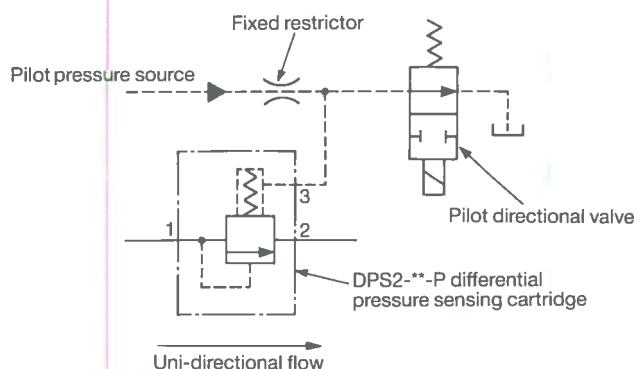 Fixed restrictor
Pilot pressure source
3
Pilot directional valve
1
2
DPS2-**-P differential
pressure sensing cartridge
Uni-directional flow